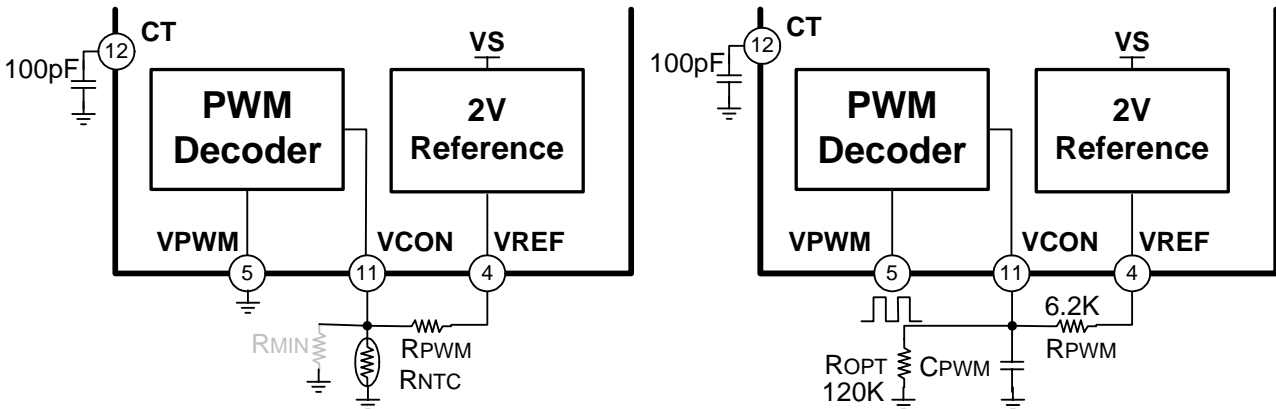 CT
12
100pF
PWM
Decoder
VS
2V
Reference
VPWM
VCON
VREF
5
11
4
RMIN
RPWM
RNTC
CT
12
100pF
PWM
Decoder
VS
2V
Reference
VPWM
VCON
VREF
5
11
4
6.2K
RPWM
ROPT
120K
CPWM